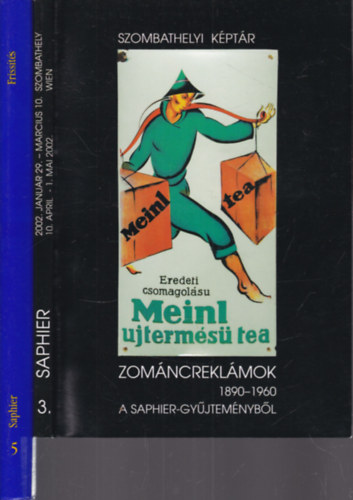 Frissítés
Saphier
5
2002. JANUÁR 29. – MÁRCIUS 10. SZOMBATHELY
10. APRIL - 1. MAI 2002. WIEN
SAPHIER
3.
SZOMBATHELYI KÉPTÁR
Meinl
tea
Eredeti
csomagolásu
Meinl
ujtermésü tea
ZOMÁNCREKLÁMOK
1890–1960
A SAPHIER-GYŰJTEMÉNYBŐL